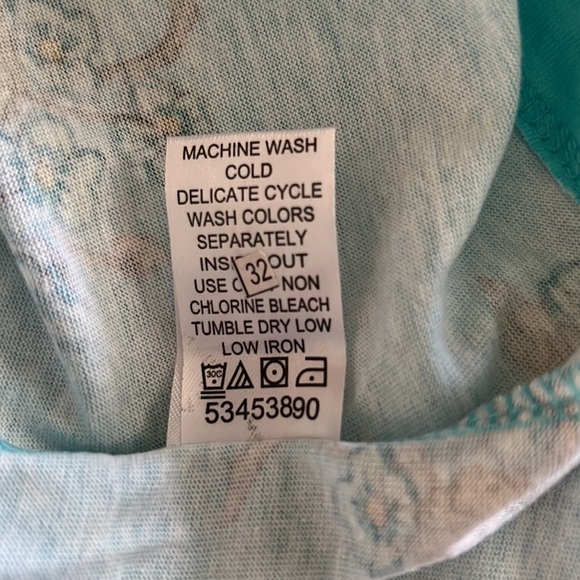 MACHINE WASH
COLD
DELICATE CYCLE
WASH COLORS
SEPARATELY
OUT
32
USE NON
CHLORINE BLEACH
TUMBLE DRY LOW
LOW IRON
30C
53453890